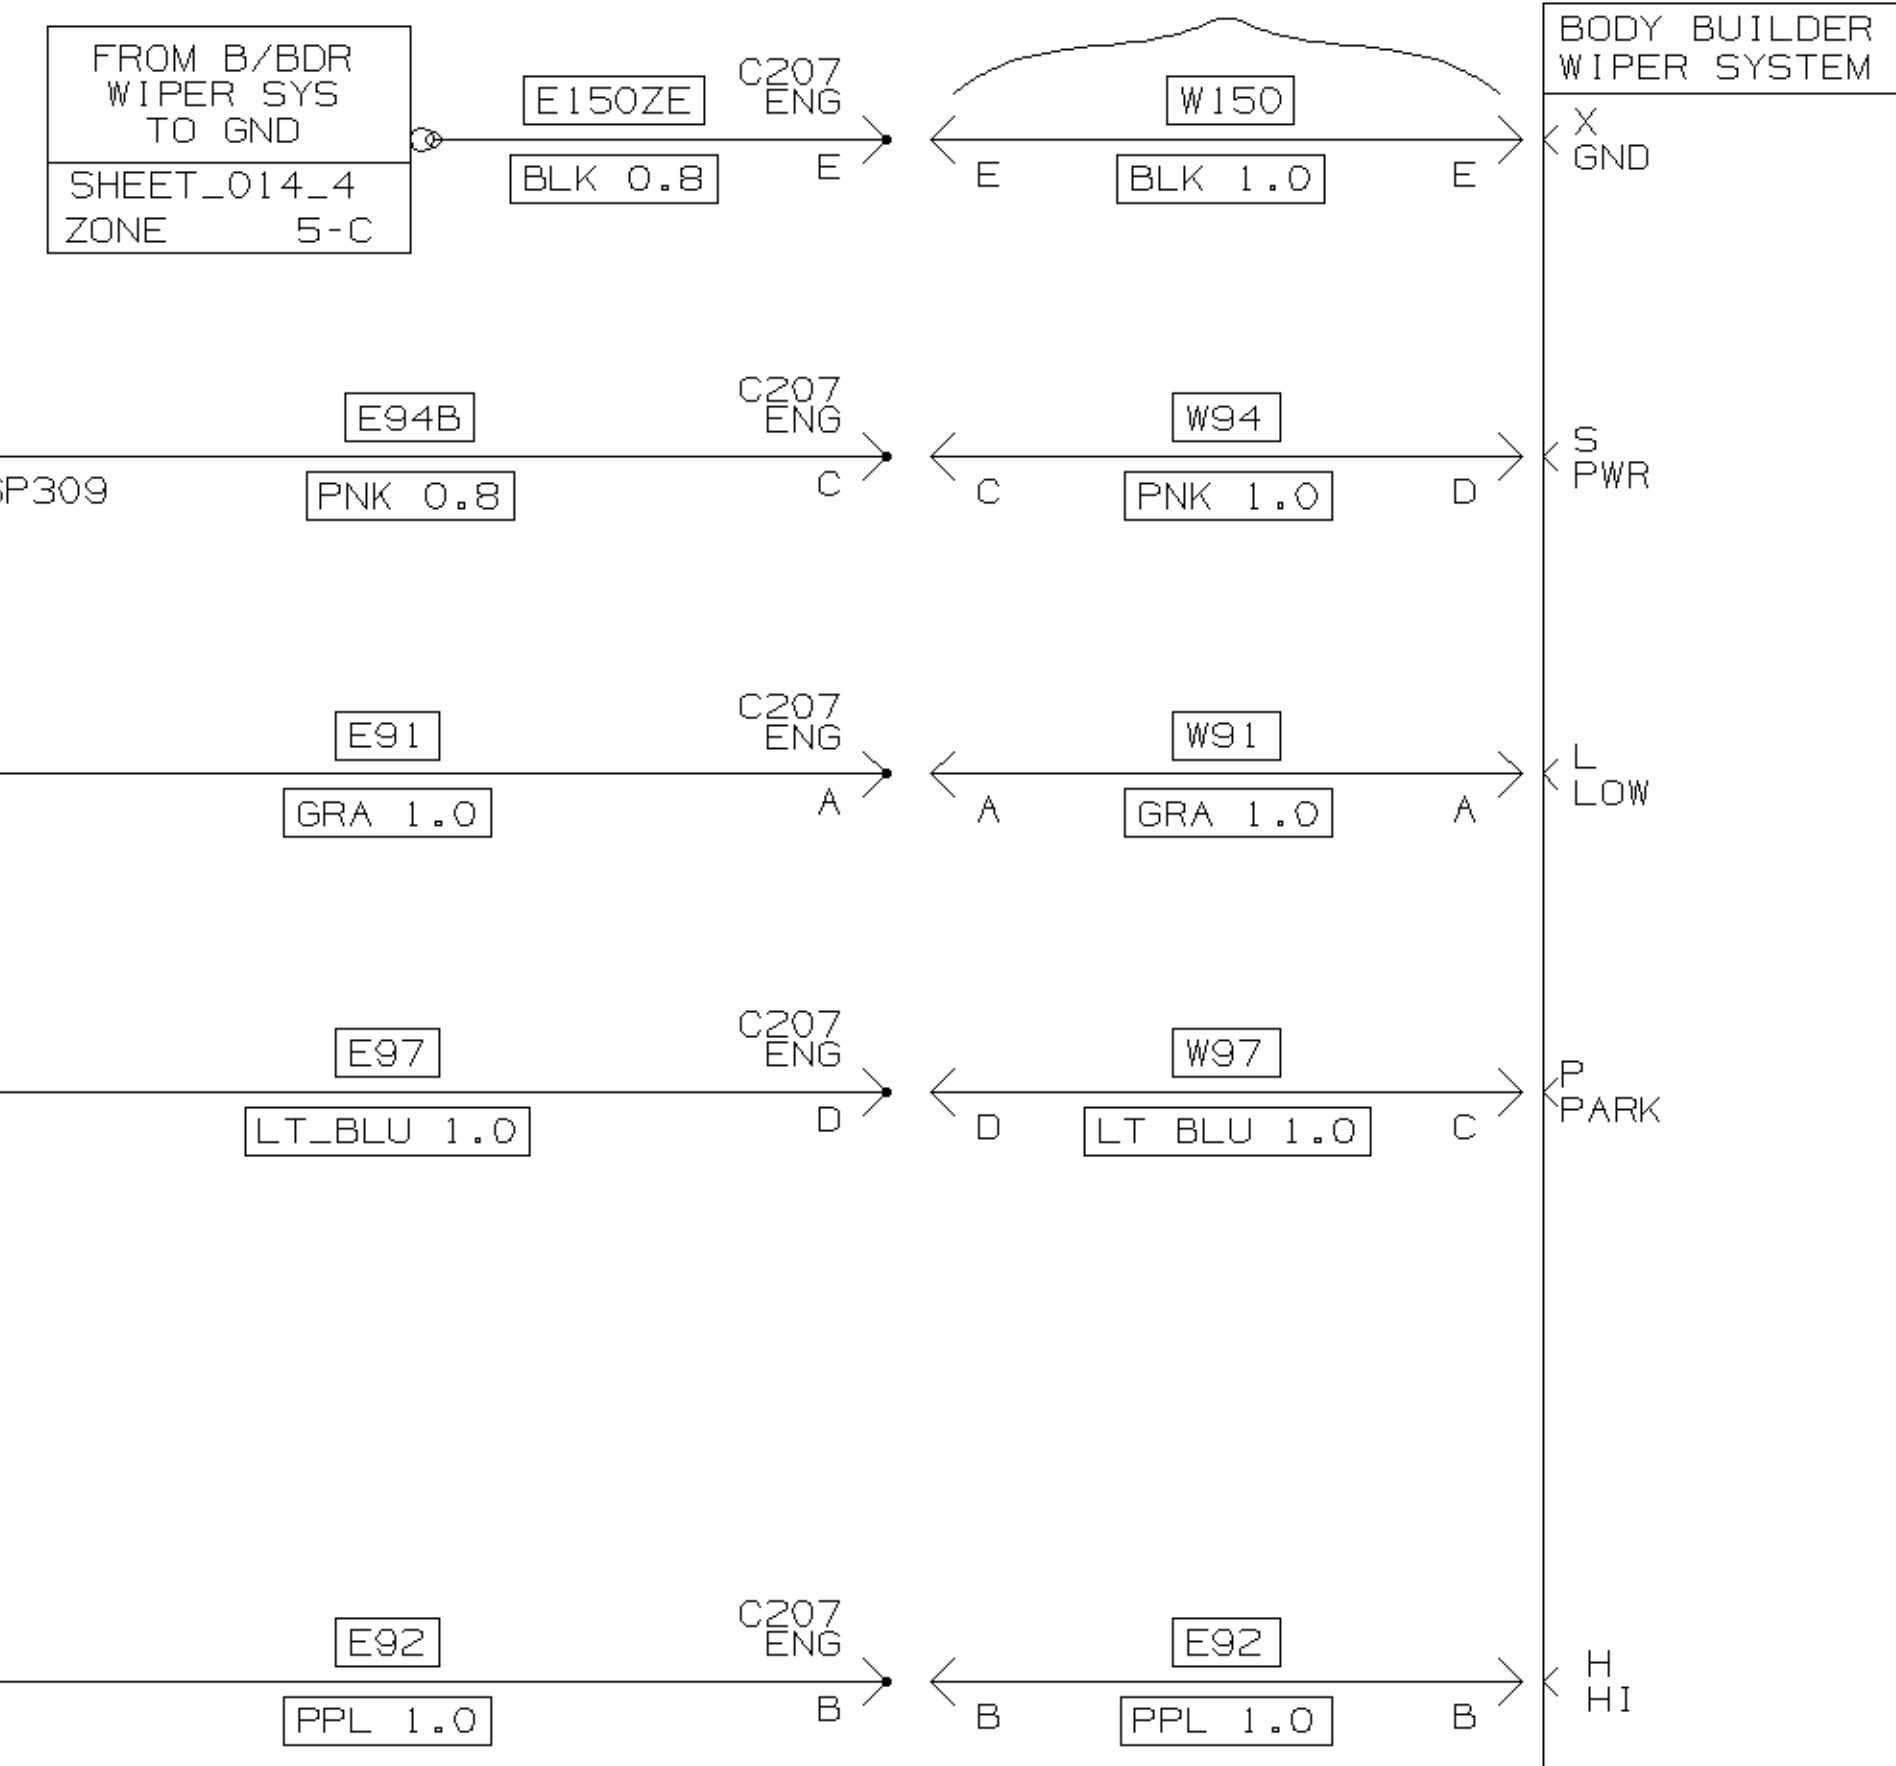 FROM B/BDR
WIPER SYS
TO GND
SHEET_014_4
ZONE 5-C
E150ZE
BLK 0.8
C207
ENG
E
W150
E
BLK 1.0
E
BODY BUILDER
WIPER SYSTEM
X
GND
SP309
E94B
PNK 0.8
C207
ENG
C
W94
C
PNK 1.0
D
S
PWR
E91
GRA 1.0
C207
ENG
A
W91
A
GRA 1.0
A
L
LOW
E97
LT_BLU 1.0
C207
ENG
D
W97
D
LT BLU 1.0
C
P
PARK
E92
PPL 1.0
C207
ENG
B
E92
B
PPL 1.0
B
H
HI